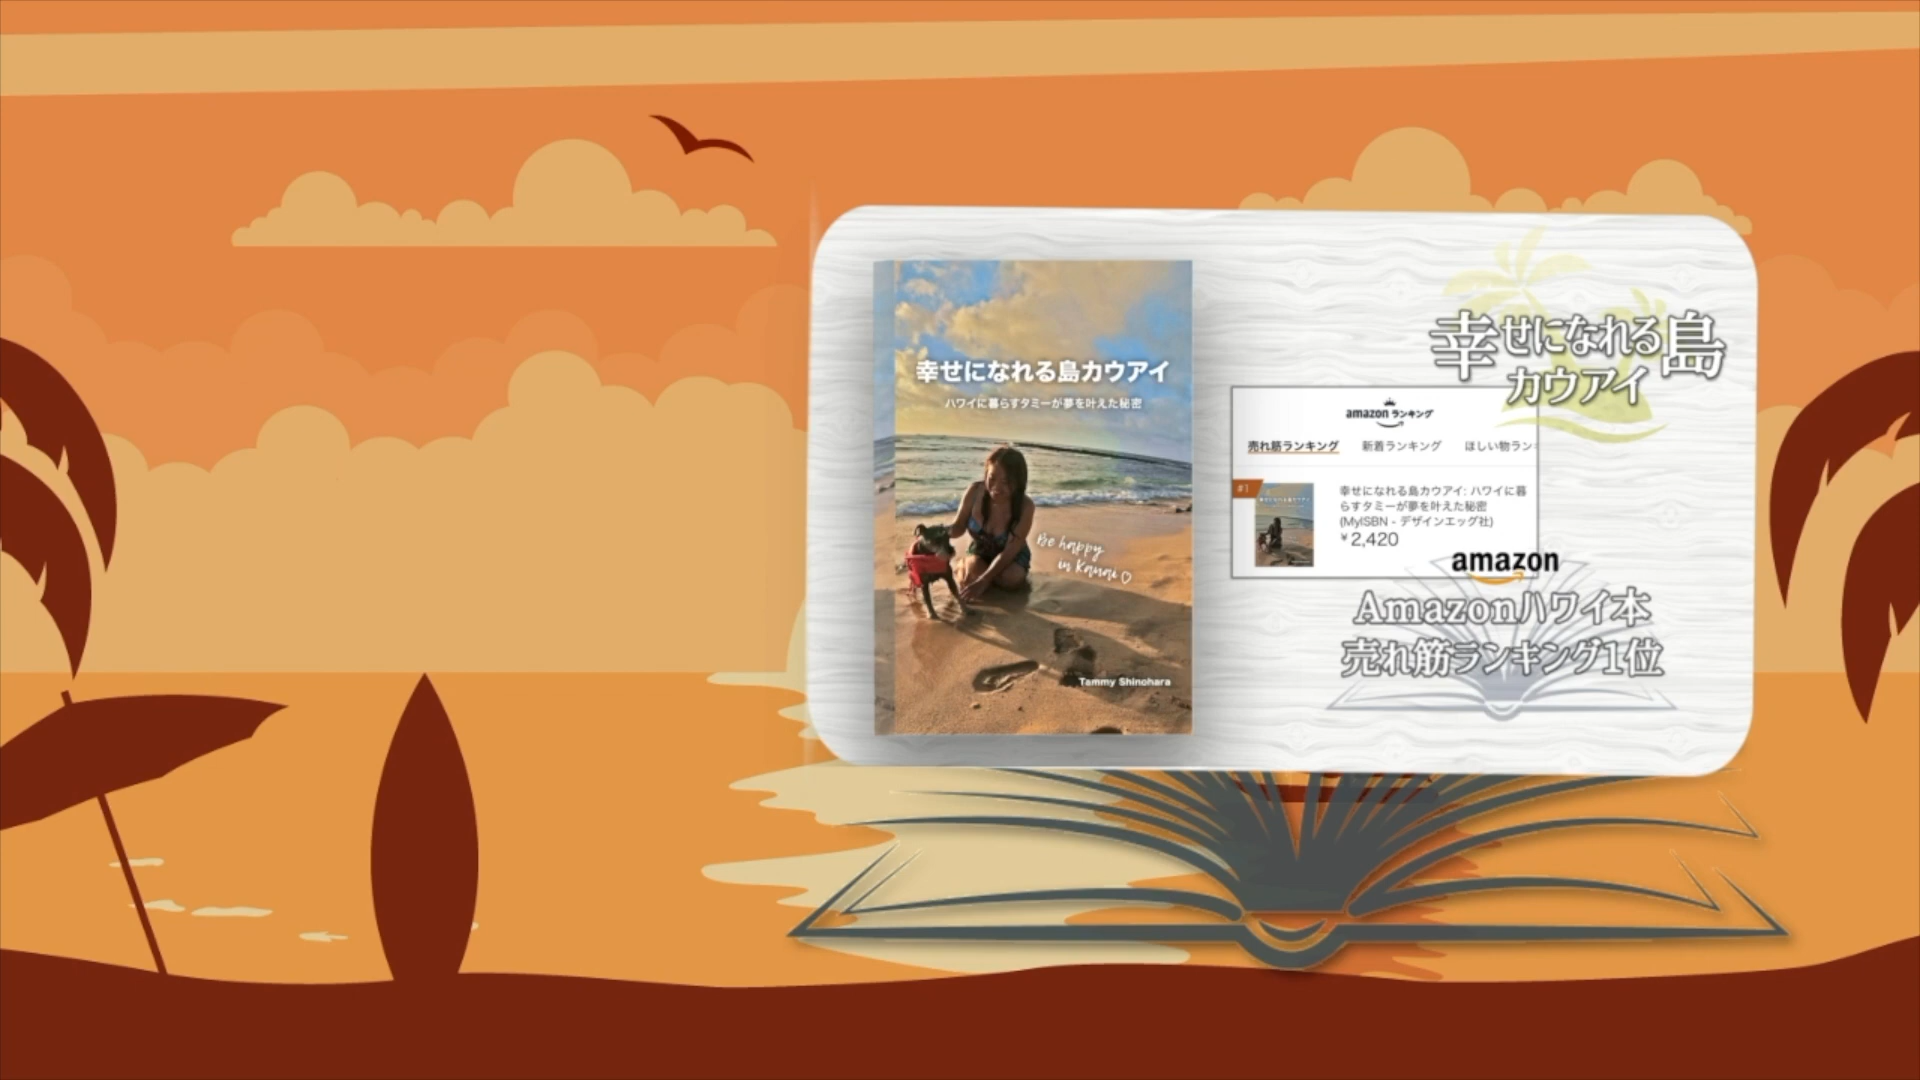 幸せになれる島カウアイ
ハワイに暮らすタミーが夢を叶えた秘密
Be happy
in Kauai♡
Tammy Shinohara
幸せになれる島
カウアイ
amazon ランキング
売れ筋ランキング 新着ランキング ほしい物ラン
#1
幸せになれる島カウアイ: ハワイに暮
らすタミーが夢を叶えた秘密
(MyISBN - デザインエッグ社)
¥2,420
amazon
Amazonハワイ本
売れ筋ランキング1位